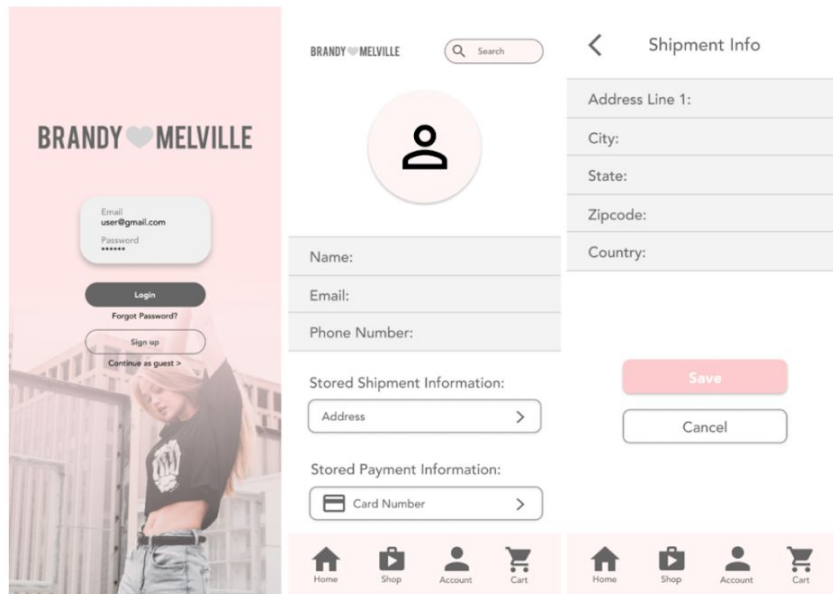 BRANDY MELVILLE
Email
user@gmail.com
Password
******
Login
Forgot Password?
Sign up
Continue as guest >
BRANDY MELVILLE
Search
Name:
Email:
Phone Number:
Stored Shipment Information:
Address
Stored Payment Information:
Card Number
Home Shop Account Cart
Shipment Info
Address Line 1:
City:
State:
Zipcode:
Country:
Save
Cancel
Home Shop Account Cart